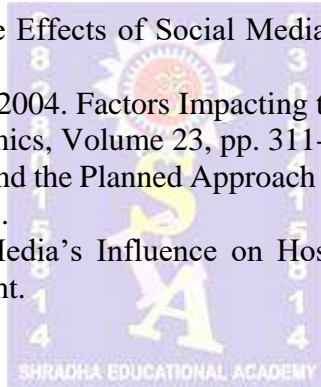 e Effects of Social Media
2004. Factors Impacting t
nics, Volume 23, pp. 311-
nd the Planned Approach
.
Media’s Influence on Hos
nt.
SHRADHA EDUCATIONAL ACADEMY